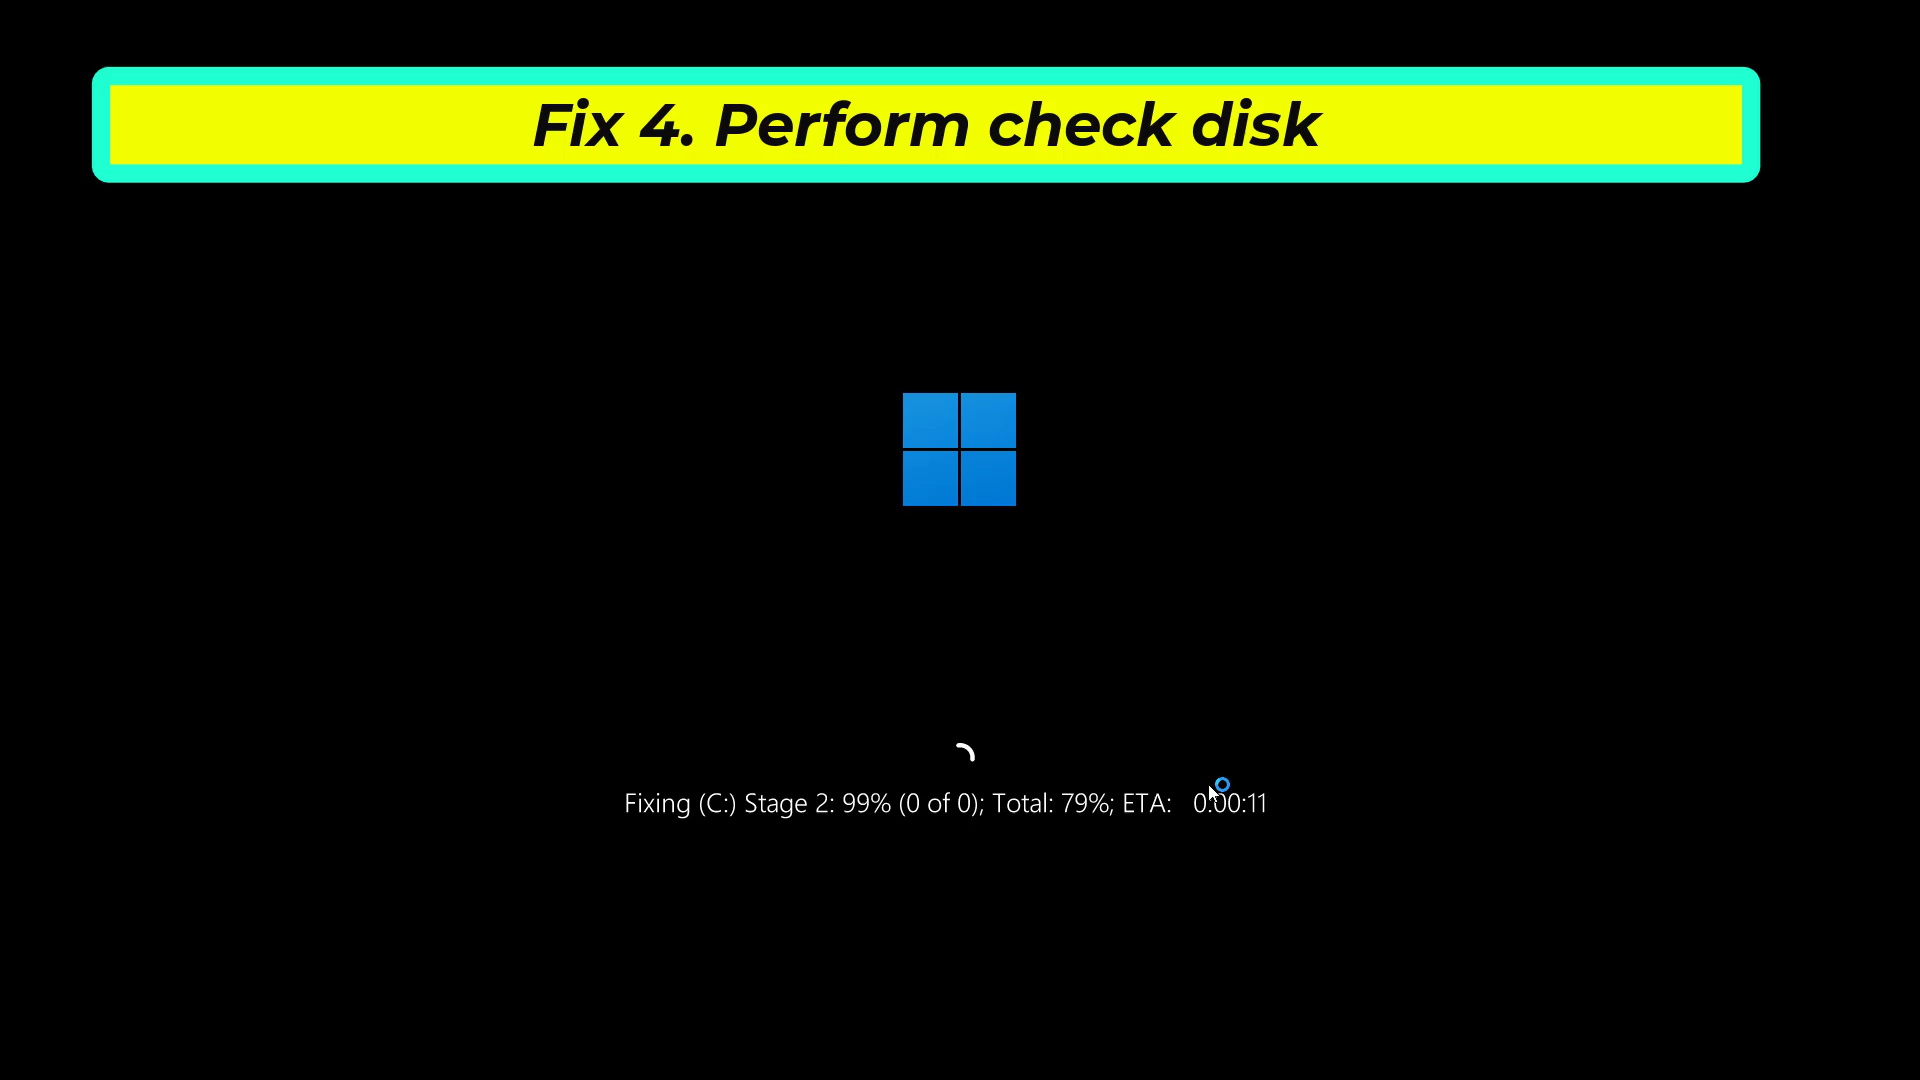 Fix 4. Perform check disk
Fixing (C:) Stage 2: 99% (0 of 0); Total: 79%; ETA: 0:00:11